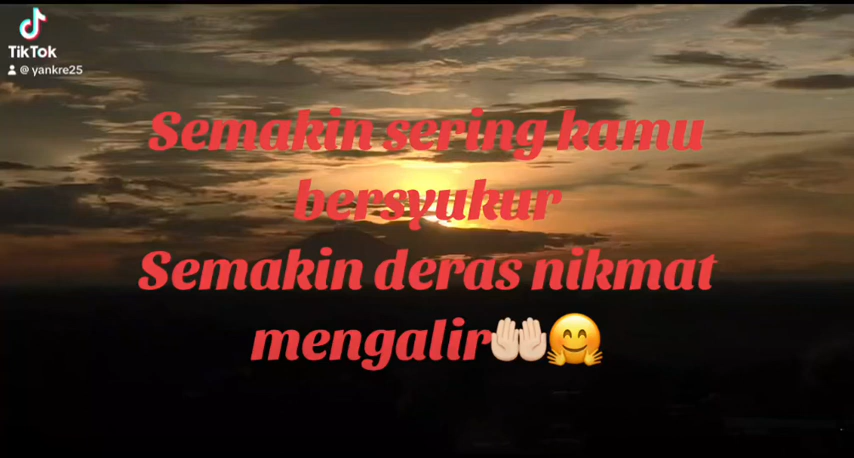 TikTok
@ yankre25
Semakin sering kamu
bersyukur
Semakin deras nikmat
mengalir🤲🏻🤗